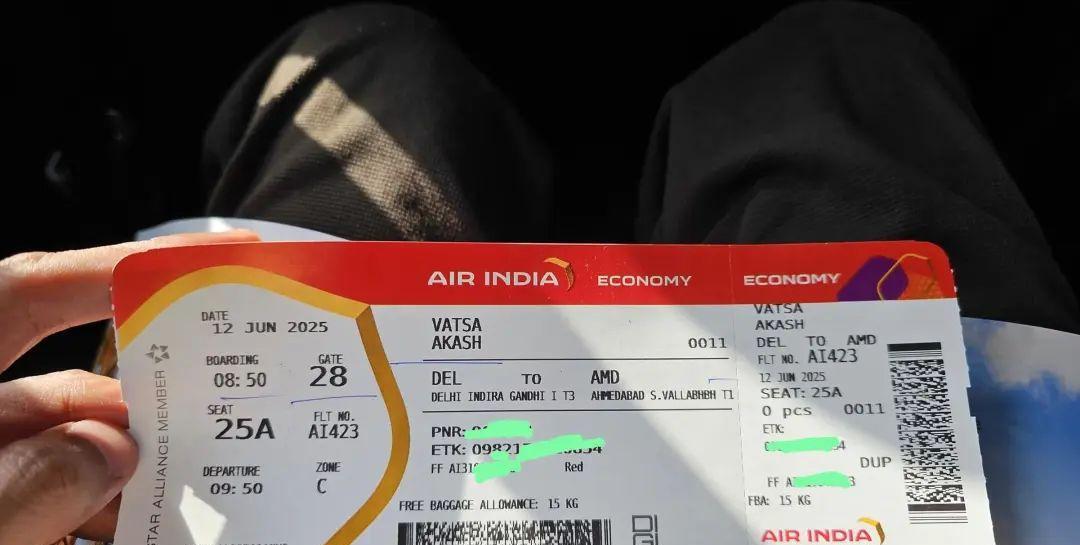 AIR INDIA ECONOMY
DATE
12 JUN 2025
BOARDING GATE
08:50 28
SEAT FLT NO.
25A AI423
DEPARTURE ZONE
09:50 C
STAR ALLIANCE MEMBER
VATSA
AKASH 0011
DEL TO AMD
DELHI INDIRA GANDHI I T3 AHMEDABAD S.VALLABHBH T1
PNR:
ETK:
FF Red
FREE BAGGAGE ALLOWANCE: 15 KG
ECONOMY
VATSA
AKASH
DEL TO AMD
FLT NO. AI423
12 JUN 2025
SEAT: 25A
0 pcs 0011
ETK:
DUP
FF
FBA: 15 KG
AIR INDIA